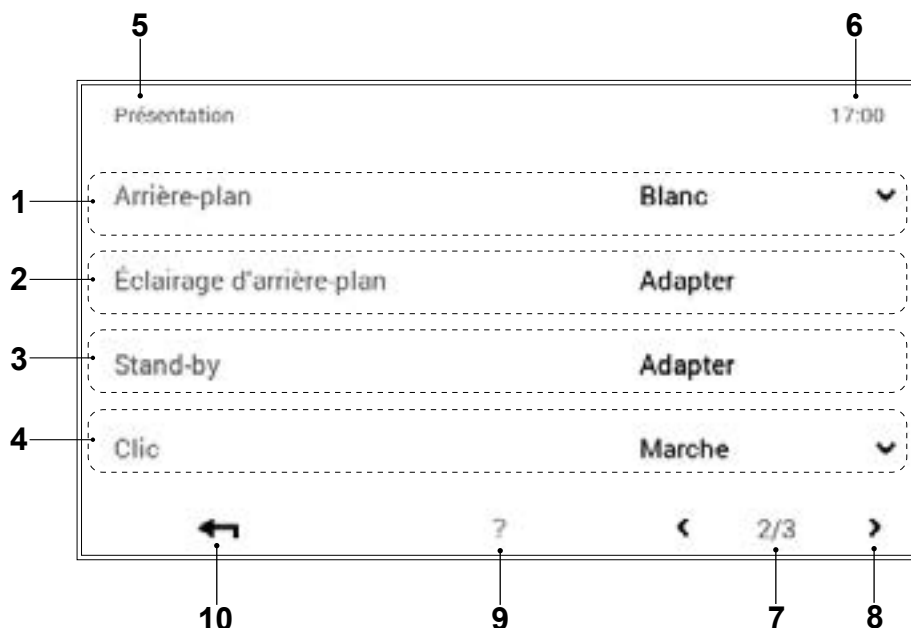 5 6
Présentation 17:00
1 Arrière-plan Blanc
2 Éclairage d'arrière-plan Adapter
3 Stand-by Adapter
4 Clic Marche
? 2/3
10 9 7 8